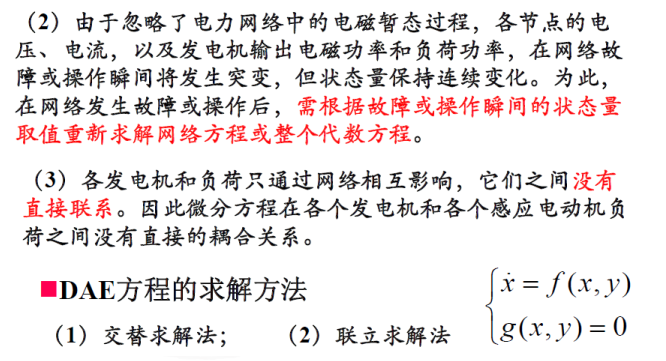 （2）由于忽略了电力网络中的电磁暂态过程，各节点的电
压、电流，以及发电机输出电磁功率和负荷功率，在网络故
障或操作瞬间将发生突变，但状态量保持连续变化。为此，
在网络发生故障或操作后，需根据故障或操作瞬间的状态量
取值重新求解网络方程或整个代数方程。
（3）各发电机和负荷只通过网络相互影响，它们之间没有
直接联系。因此微分方程在各个发电机和各个感应电动机负
荷之间没有直接的耦合关系。
■DAE方程的求解方法
ẋ = f(x, y)
g(x, y) = 0
（1）交替求解法； （2）联立求解法